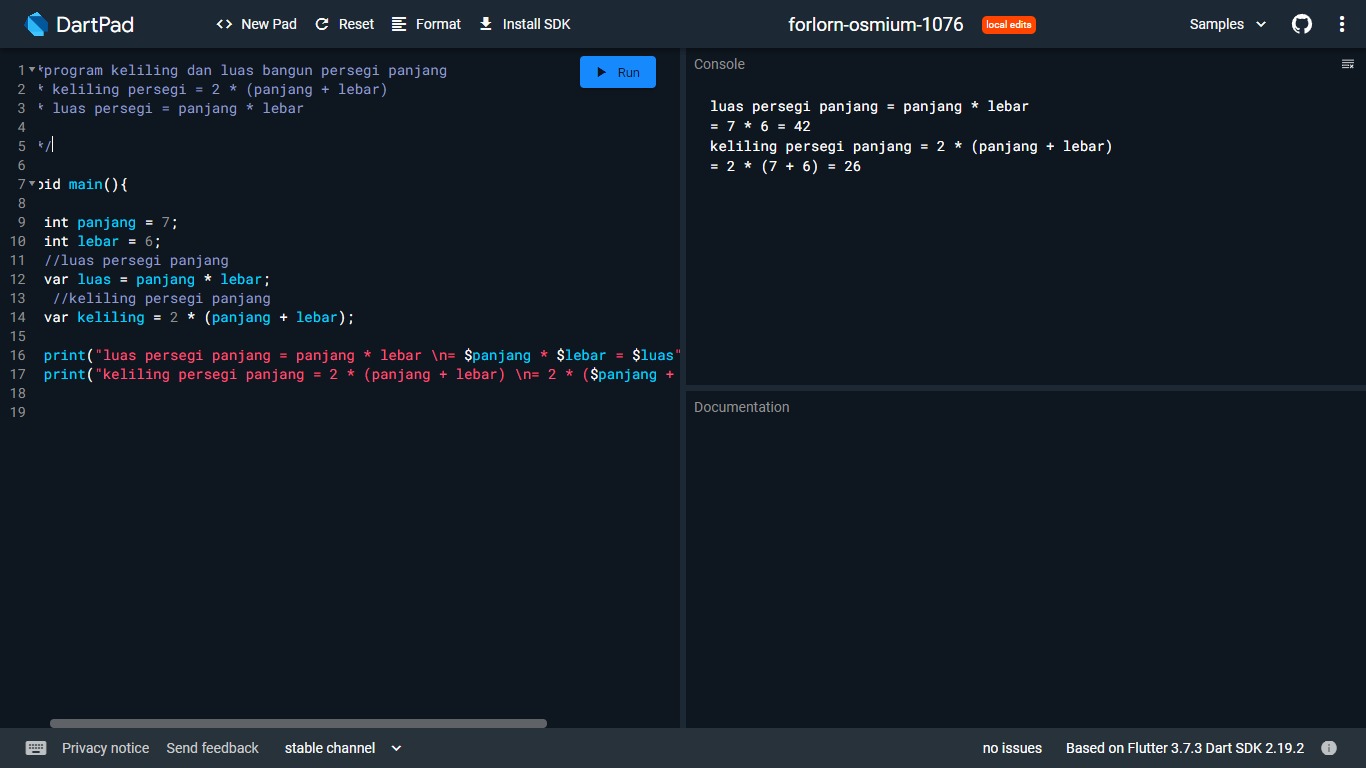 DartPad
<> New Pad
Reset
Format
Install SDK
forlorn-osmium-1076
local edits
Samples
Run
1 *program keliling dan luas bangun persegi panjang
2 * keliling persegi = 2 * (panjang + lebar)
3 * luas persegi = panjang * lebar
4
5 */
6
7 oid main(){
8
9 int panjang = 7;
10 int lebar = 6;
11 //luas persegi panjang
12 var luas = panjang * lebar;
13 //keliling persegi panjang
14 var keliling = 2 * (panjang + lebar);
15
16 print("luas persegi panjang = panjang * lebar \n= $panjang * $lebar = $luas"
17 print("keliling persegi panjang = 2 * (panjang + lebar) \n= 2 * ($panjang +
18
19
Console
luas persegi panjang = panjang * lebar
= 7 * 6 = 42
keliling persegi panjang = 2 * (panjang + lebar)
= 2 * (7 + 6) = 26
Documentation
Privacy notice
Send feedback
stable channel
no issues
Based on Flutter 3.7.3 Dart SDK 2.19.2